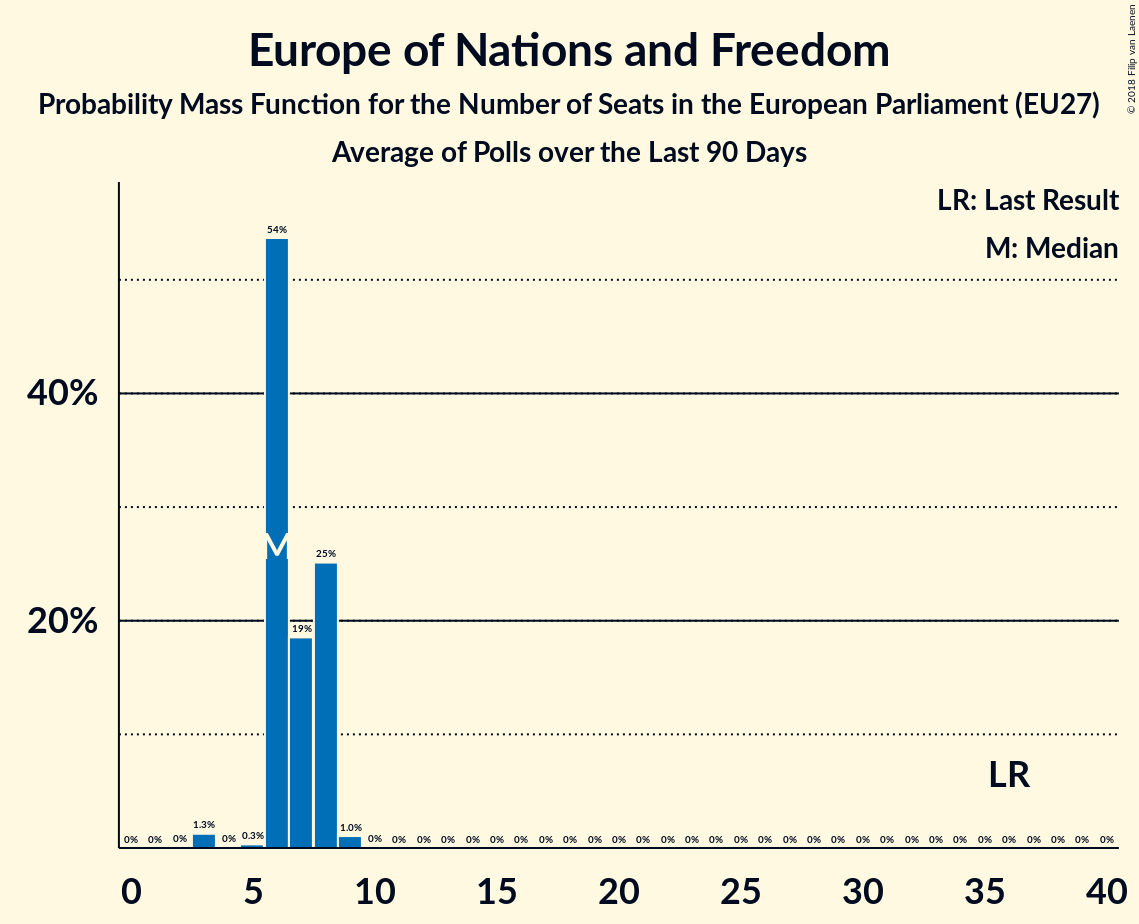 Europe of Nations and Freedom
Probability Mass Function for the Number of Seats in the European Parliament (EU27)
Average of Polls over the Last 90 Days
© 2018 Filip van Laenen
LR: Last Result
M: Median
54%
40%
M
25%
20%
19%
LR
0% 0% 0% 1.3% 0% 0.3% 1.0% 0% 0% 0% 0% 0% 0% 0% 0% 0% 0% 0% 0% 0% 0% 0% 0% 0% 0% 0% 0% 0% 0% 0% 0% 0% 0% 0% 0% 0% 0% 0%
0 5 10 15 20 25 30 35 40